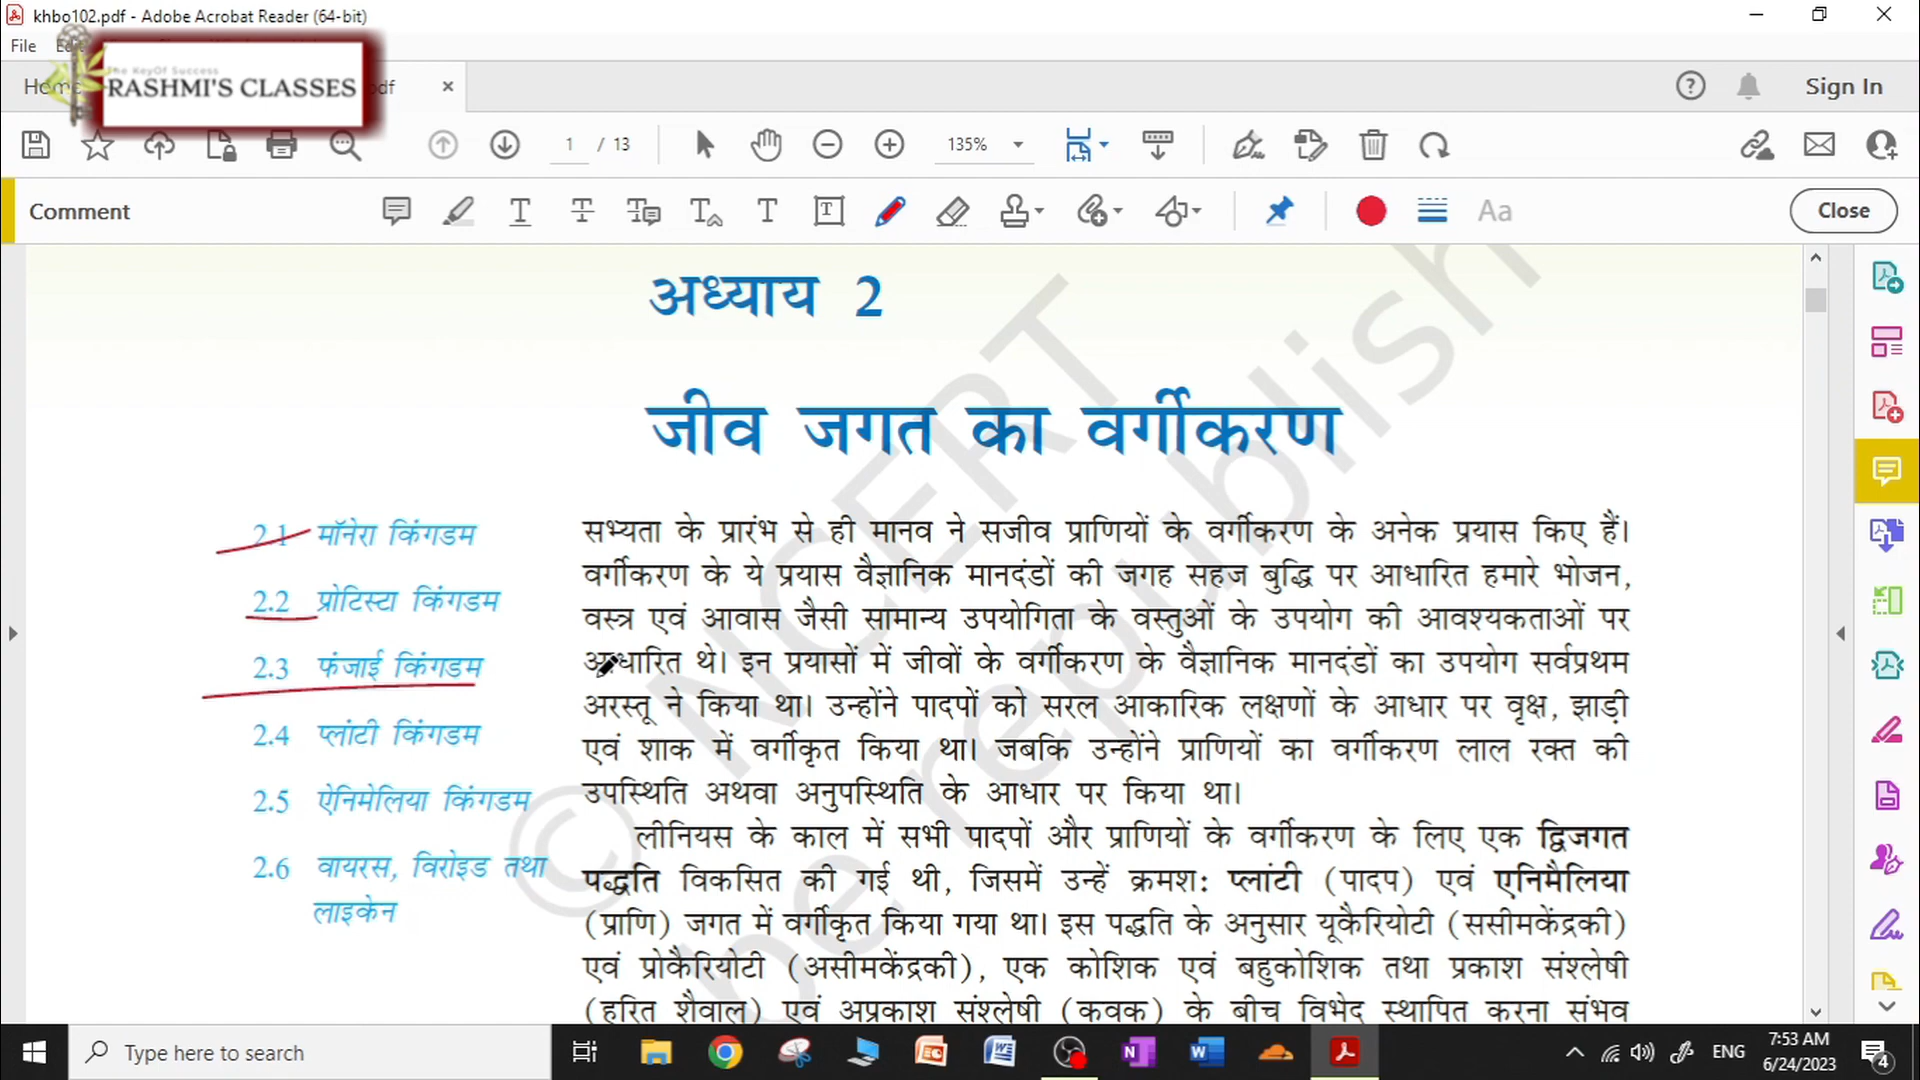 khbo102.pdf - Adobe Acrobat Reader (64-bit)
File
The KeyOf Success
RASHMI'S CLASSES
Sign In
1 / 13
135%
Comment
Aa
Close
अध्याय 2
जीव जगत का वर्गीकरण
2.1 मॉनेरा किंगडम
2.2 प्रोटिस्टा किंगडम
2.3 फंजाई किंगडम
2.4 प्लांटी किंगडम
2.5 ऐनिमेलिया किंगडम
2.6 वायरस, विरोइड तथा
लाइकेन
सभ्यता के प्रारंभ से ही मानव ने सजीव प्राणियों के वर्गीकरण के अनेक प्रयास किए हैं।
वर्गीकरण के ये प्रयास वैज्ञानिक मानदंडों की जगह सहज बुद्धि पर आधारित हमारे भोजन,
वस्त्र एवं आवास जैसी सामान्य उपयोगिता के वस्तुओं के उपयोग की आवश्यकताओं पर
आधारित थे। इन प्रयासों में जीवों के वर्गीकरण के वैज्ञानिक मानदंडों का उपयोग सर्वप्रथम
अरस्तू ने किया था। उन्होंने पादपों को सरल आकारिक लक्षणों के आधार पर वृक्ष, झाड़ी
एवं शाक में वर्गीकृत किया था। जबकि उन्होंने प्राणियों का वर्गीकरण लाल रक्त की
उपस्थिति अथवा अनुपस्थिति के आधार पर किया था।
लीनियस के काल में सभी पादपों और प्राणियों के वर्गीकरण के लिए एक द्विजगत
पद्धति विकसित की गई थी, जिसमें उन्हें क्रमश: प्लांटी (पादप) एवं एनिमैलिया
(प्राणि) जगत में वर्गीकृत किया गया था। इस पद्धति के अनुसार यूकैरियोटी (ससीमकेंद्रकी)
एवं प्रोकैरियोटी (असीमकेंद्रकी), एक कोशिक एवं बहुकोशिक तथा प्रकाश संश्लेषी
(हरित शैवाल) एवं अप्रकाश संश्लेषी (कवक) के बीच विभेद स्थापित करना संभव
© NCERT
be republish
Type here to search
ENG
7:53 AM
6/24/2023
4